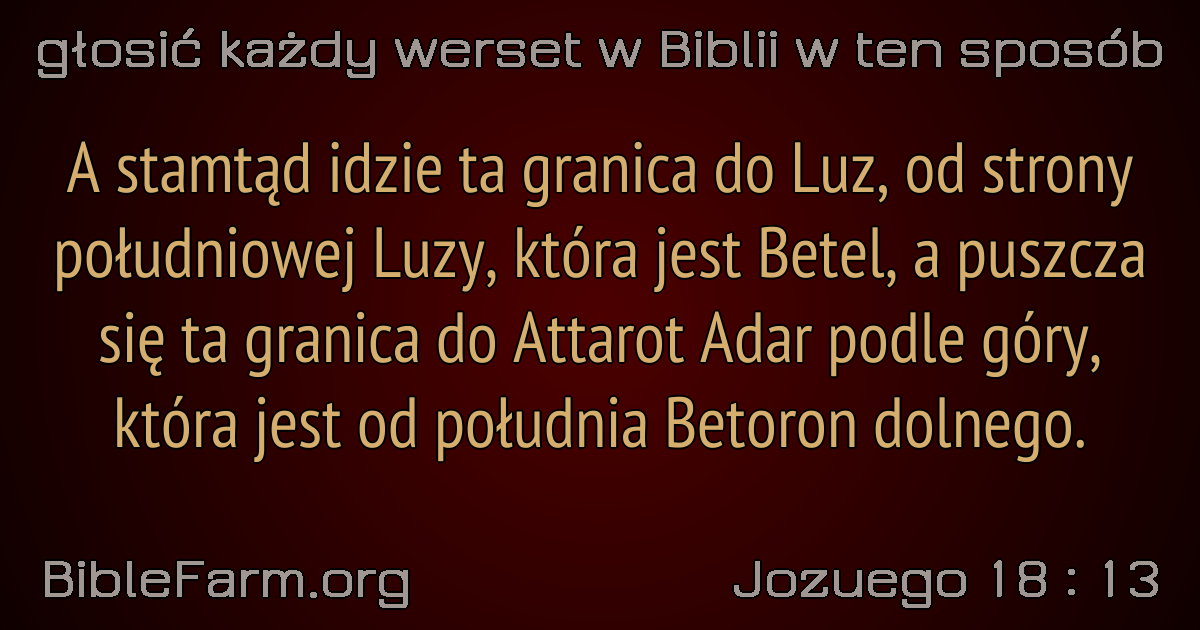 głosić każdy werset w Biblii w ten sposób
A stamtąd idzie ta granica do Luz, od strony
południowej Luzy, która jest Betel, a puszcza
się ta granica do Attarot Adar podle góry,
która jest od południa Betoron dolnego.
BibleFarm.org
Jozuego 18 : 13